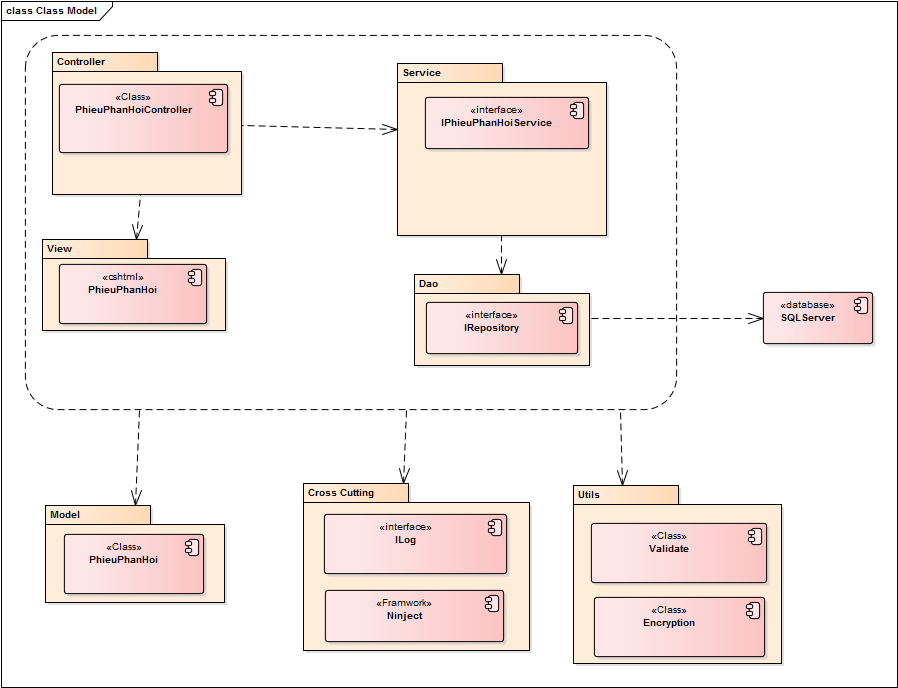 class Class Model
Controller
«Class»
PhieuPhanHoiController
Service
«interface»
IPhieuPhanHoiService
View
«cshtml»
PhieuPhanHoi
Dao
«interface»
IRepository
«database»
SQLServer
Model
«Class»
PhieuPhanHoi
Cross Cutting
«interface»
ILog
«Framwork»
Ninject
Utils
«Class»
Validate
«Class»
Encryption